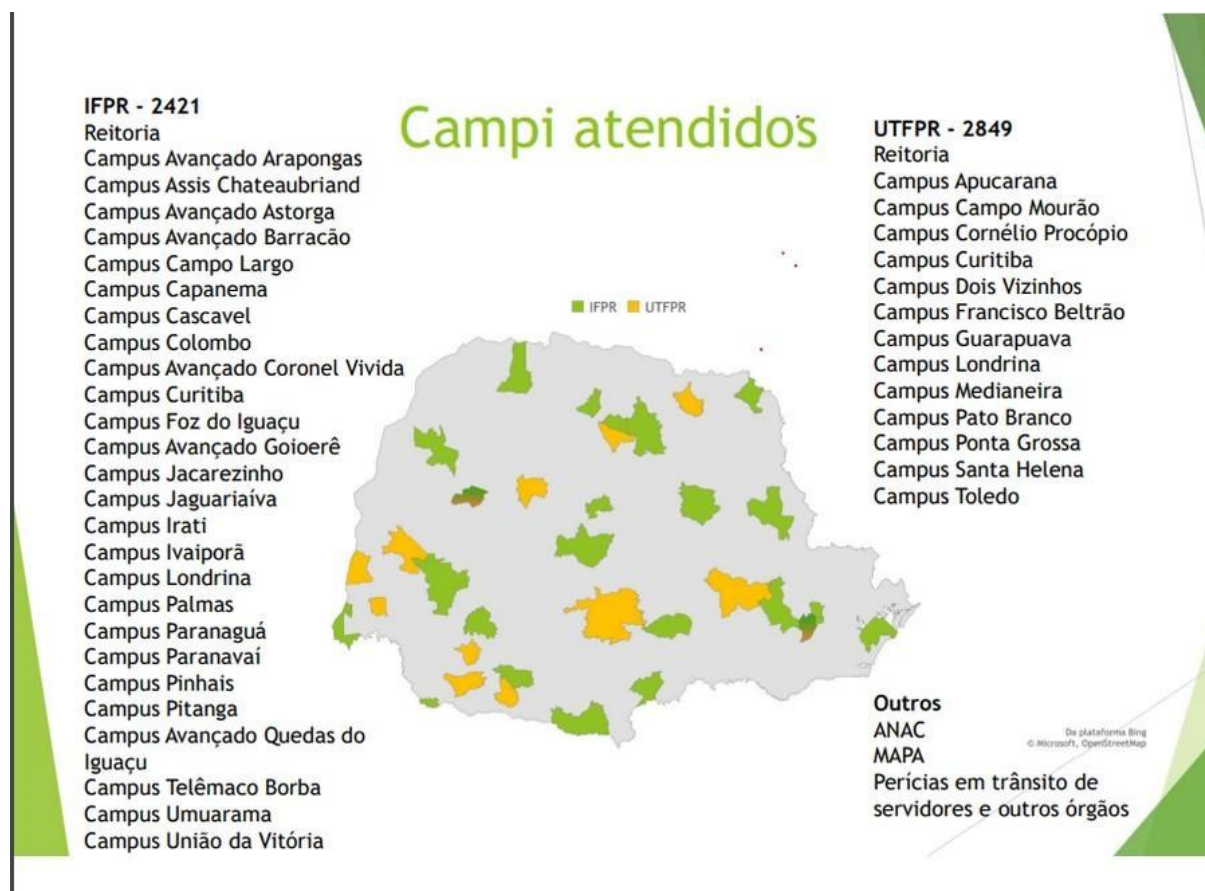 IFPR - 2421
Reitoria
Campus Avançado Arapongas
Campus Assis Chateaubriand
Campus Avançado Astorga
Campus Avançado Barracão
Campus Campo Largo
Campus Capanema
Campus Cascavel
Campus Colombo
Campus Avançado Coronel Vivida
Campus Curitiba
Campus Foz do Iguaçu
Campus Avançado Goioerê
Campus Jacarezinho
Campus Jaguariaíva
Campus Irati
Campus Ivaiporã
Campus Londrina
Campus Palmas
Campus Paranaguá
Campus Paranavaí
Campus Pinhais
Campus Pitanga
Campus Avançado Quedas do
Iguaçu
Campus Telêmaco Borba
Campus Umuarama
Campus União da Vitória
Campi atendidos
IFPR UTFPR
UTFPR - 2849
Reitoria
Campus Apucarana
Campus Campo Mourão
Campus Cornélio Procópio
Campus Curitiba
Campus Dois Vizinhos
Campus Francisco Beltrão
Campus Guarapuava
Campus Londrina
Campus Medianeira
Campus Pato Branco
Campus Ponta Grossa
Campus Santa Helena
Campus Toledo
Outros
ANAC
MAPA
Perícias em trânsito de
servidores e outros órgãos
Da plataforma Bing
© Microsoft, OpenStreetMap